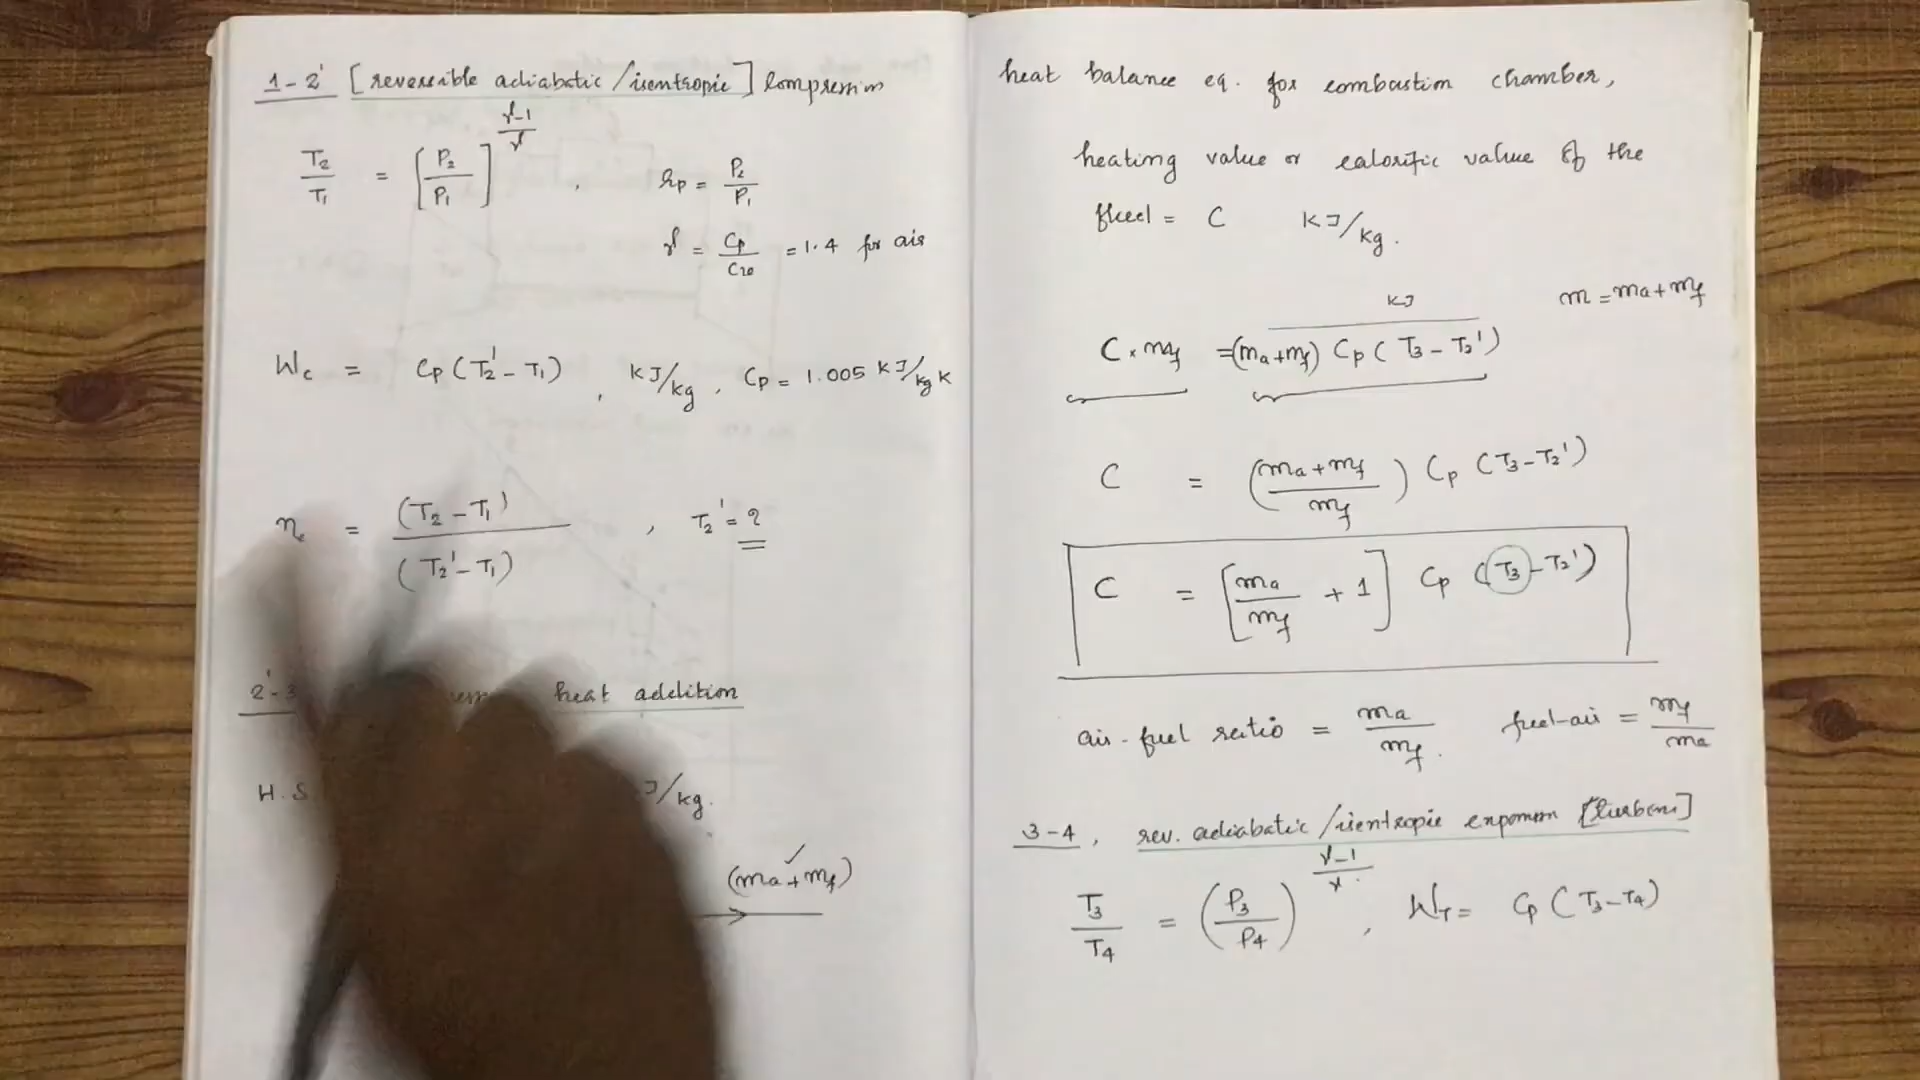 1-2' [reversible adiabatic/isentropic] Compression
T₂/T₁ = [P₂/P₁]^(γ-1)/γ , rp = P₂/P₁
γ = Cp/Cv = 1.4 for air
Wc = Cp(T₂' - T₁) , KJ/kg , Cp = 1.005 KJ/kg K
ηc = (T₂ - T₁)/(T₂' - T₁) , T₂' = ?
2'-3 heat addition
H.S J/kg.
(ma + mf)
heat balance eq. for combustion chamber,
heating value or calorific value of the
fuel = C KJ/kg.
KJ m = ma + mf
C × mf = (ma+mf) Cp (T₃ - T₂')
C = ((ma+mf)/mf) Cp (T₃ - T₂')
C = [ma/mf + 1] Cp (T₃ - T₂')
air-fuel ratio = ma/mf. fuel-air = mf/ma
3-4, rev. adiabatic/isentropic expansion [turbine]
T₃/T₄ = (P₃/P₄)^(γ-1)/γ , WT = Cp (T₃ - T₄)